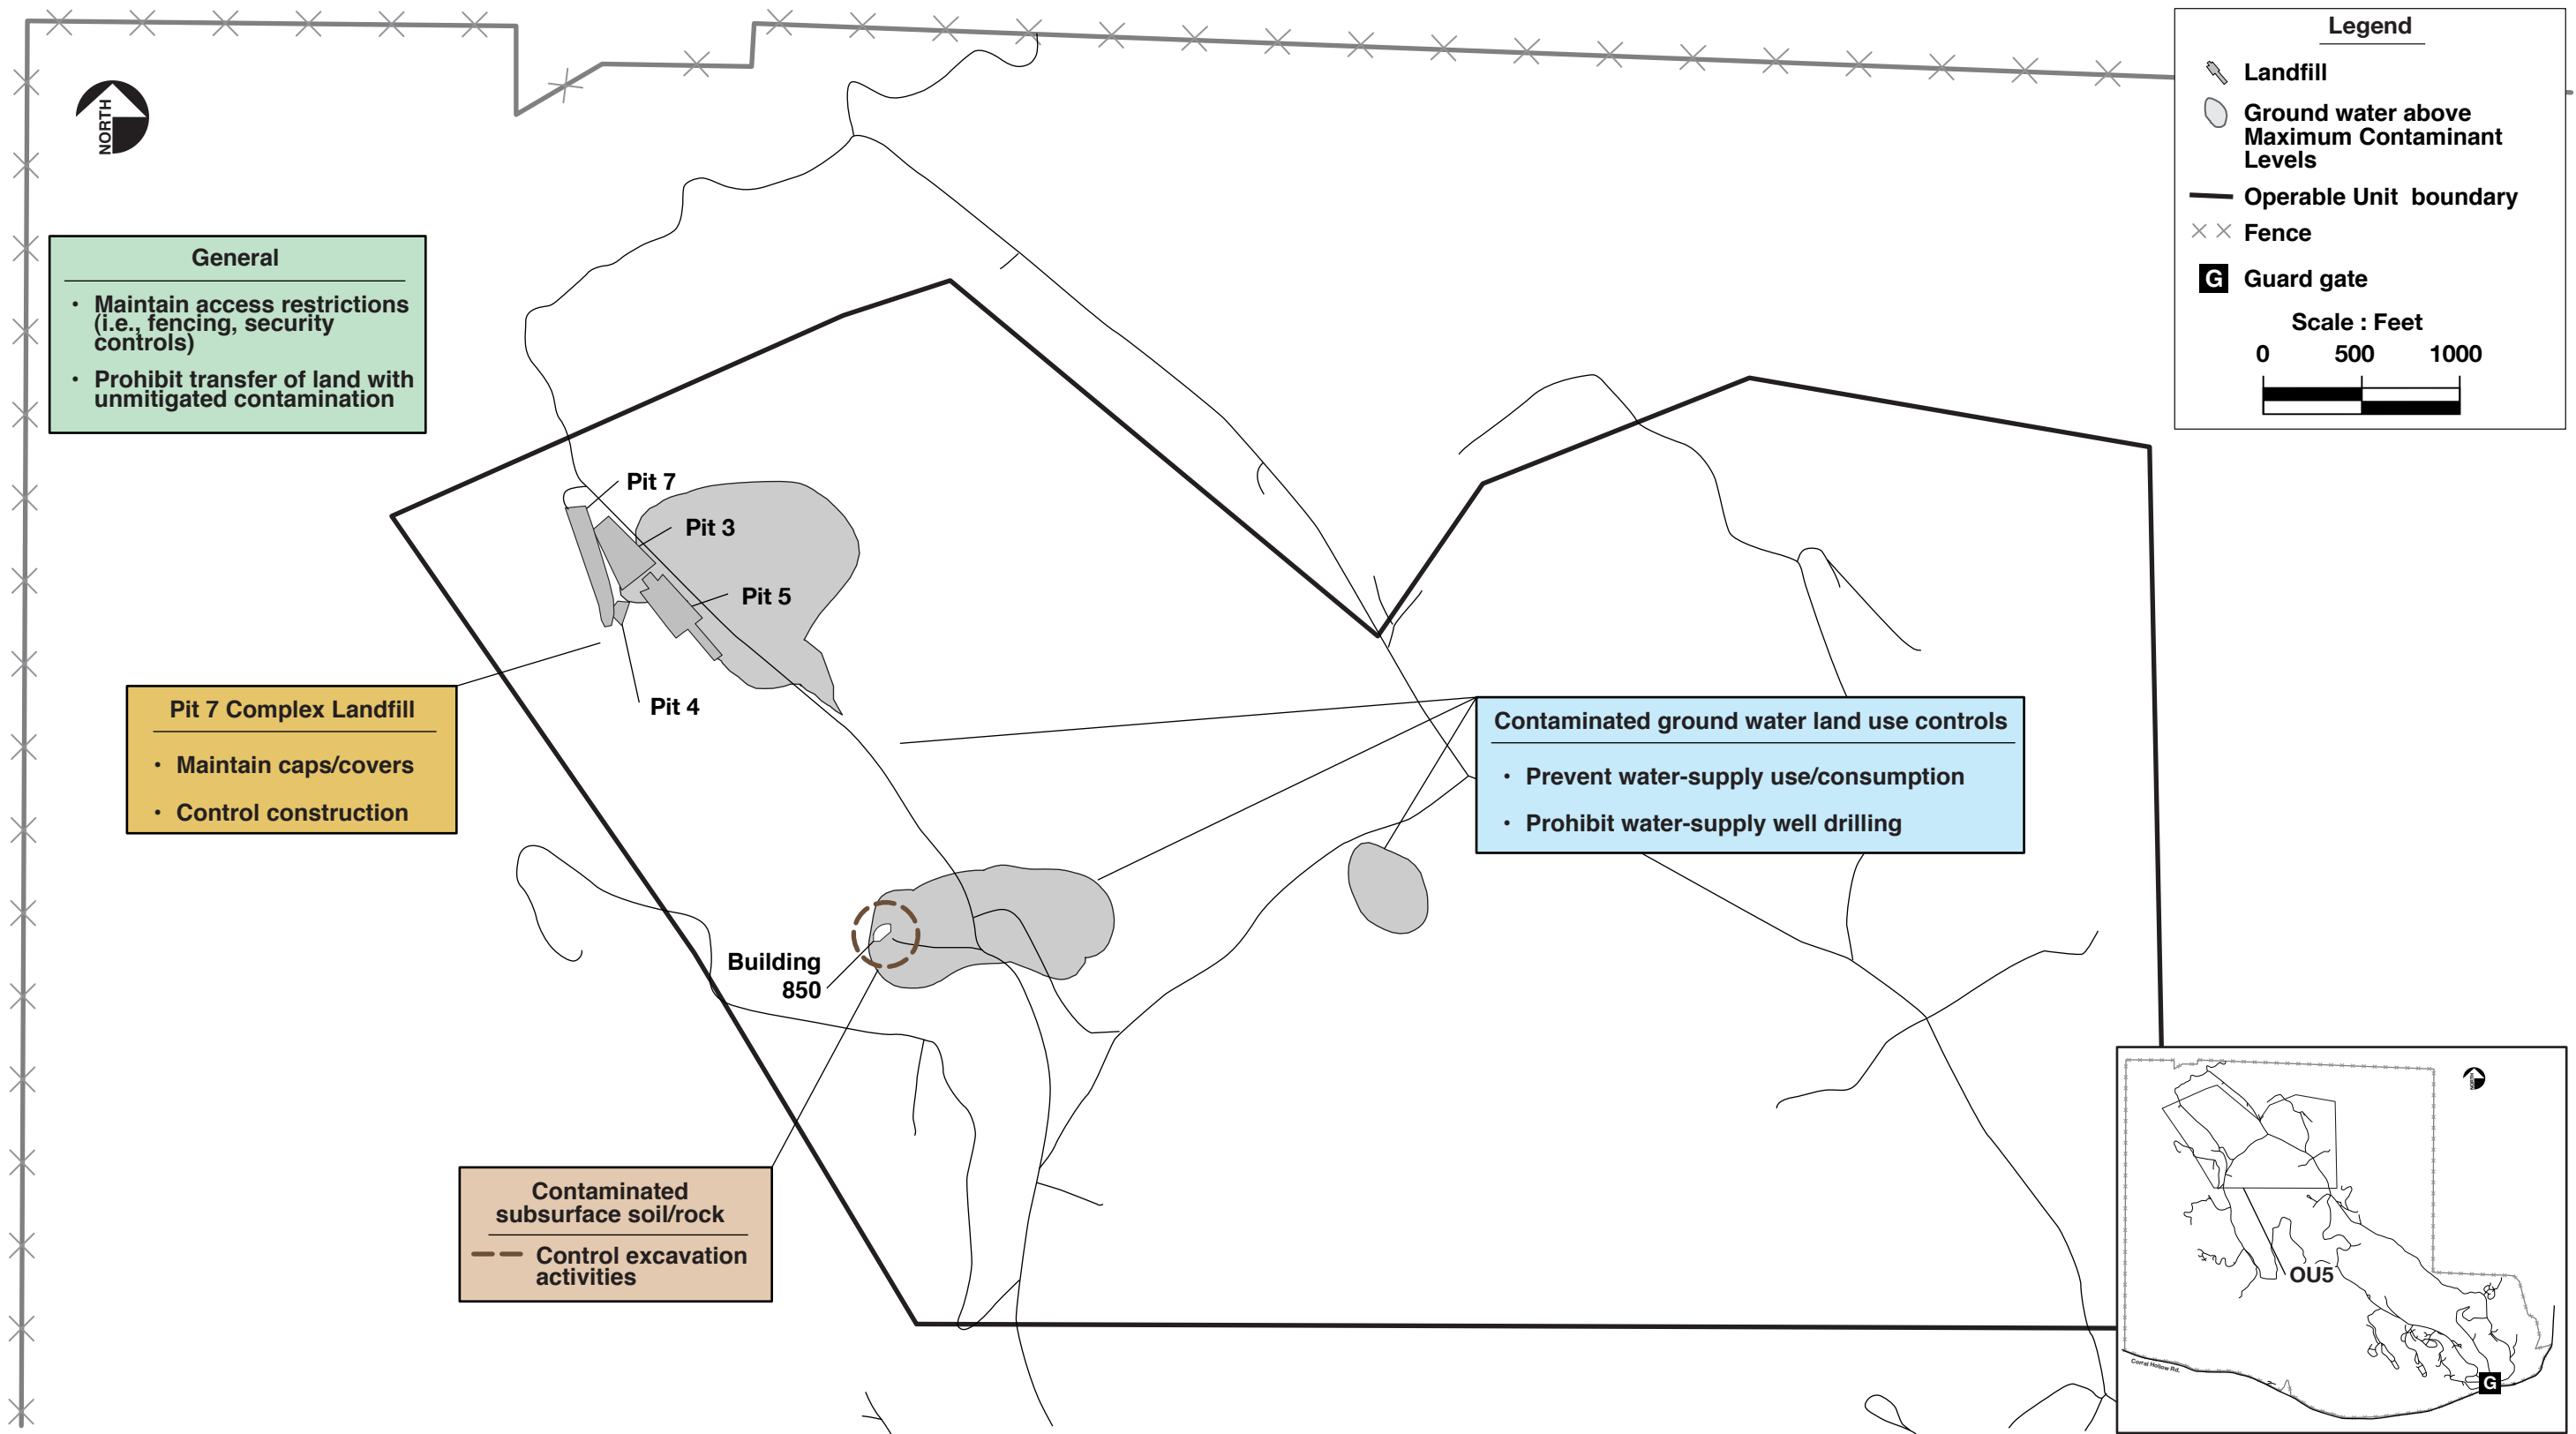 NORTH
General
• Maintain access restrictions
(i.e., fencing, security
controls)
• Prohibit transfer of land with
unmitigated contamination
Legend
Landfill
Ground water above
Maximum Contaminant
Levels
Operable Unit boundary
Fence
G Guard gate
Scale : Feet
0 500 1000
Pit 7
Pit 3
Pit 5
Pit 4
Pit 7 Complex Landfill
• Maintain caps/covers
• Control construction
Contaminated ground water land use controls
• Prevent water-supply use/consumption
• Prohibit water-supply well drilling
Building
850
Contaminated
subsurface soil/rock
Control excavation
activities
NORTH
OU5
Corral Hollow Rd.
G